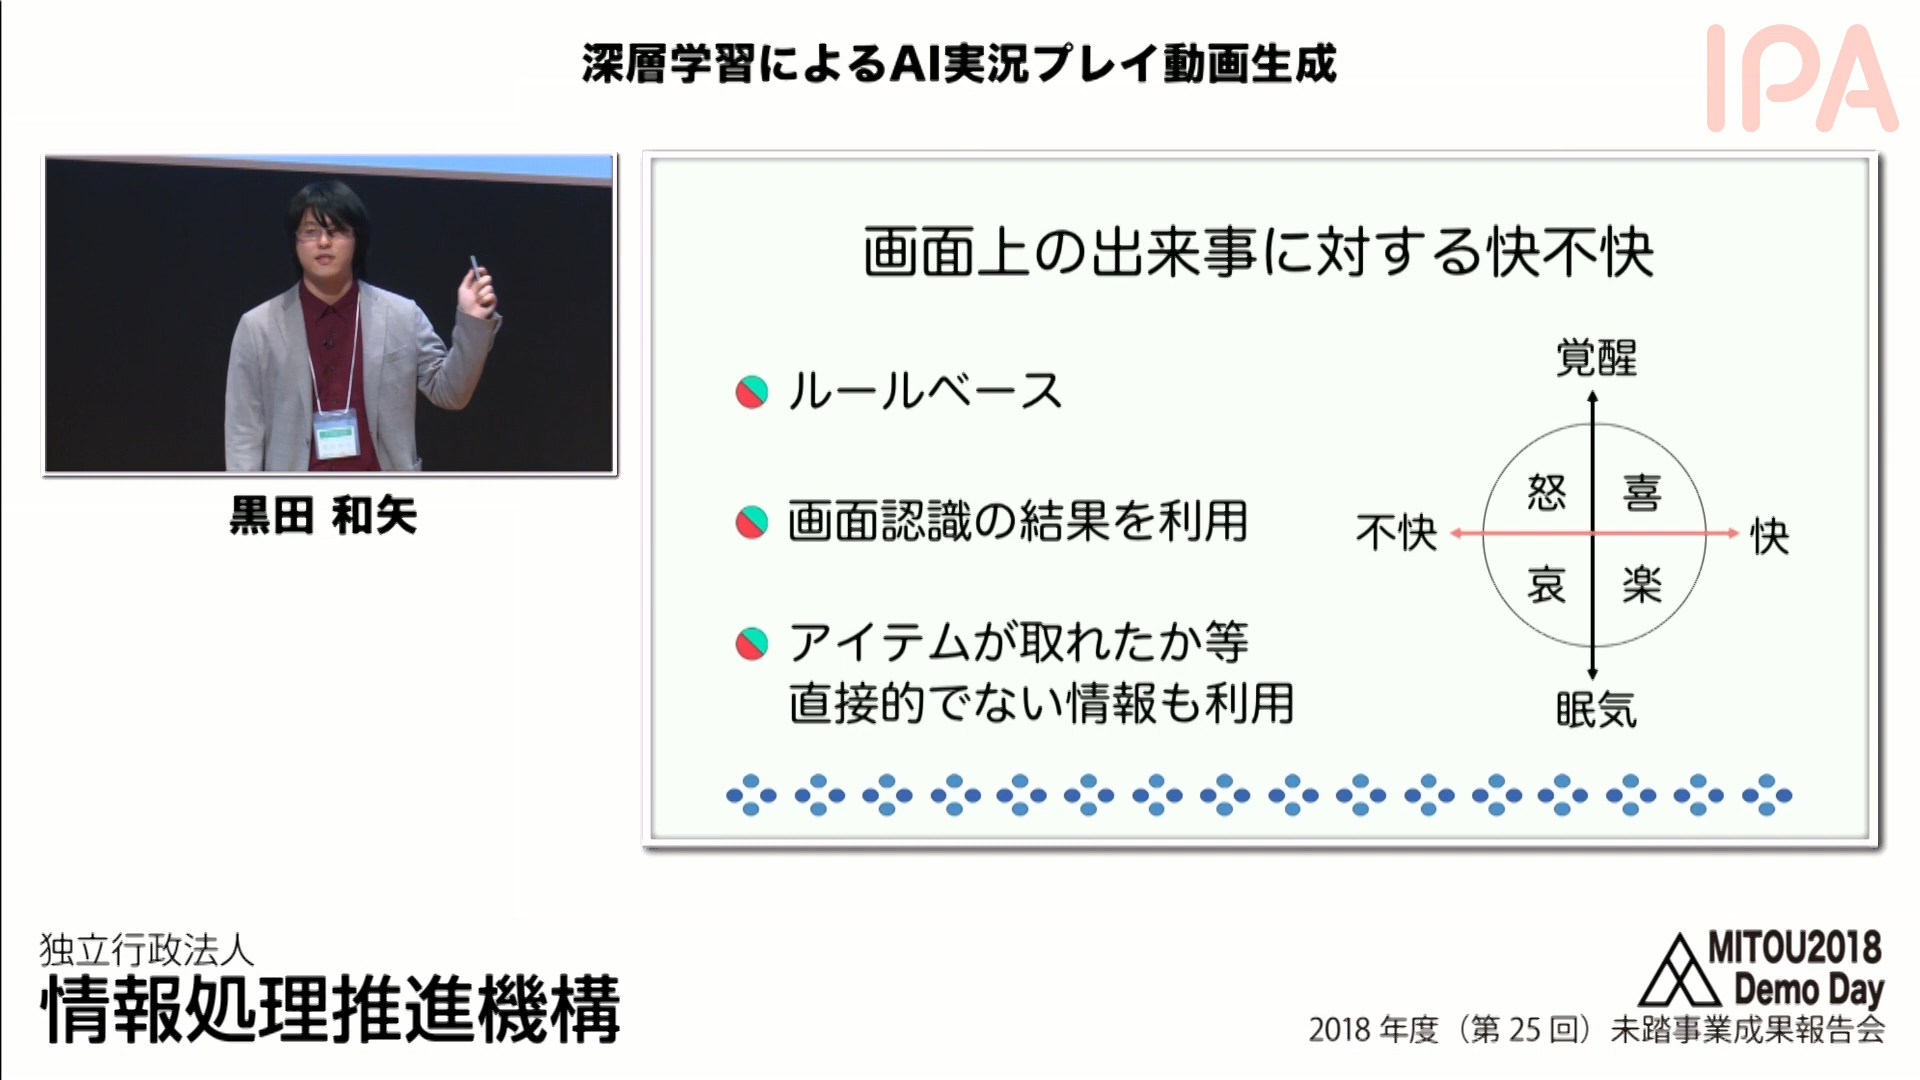 深層学習によるAI実況プレイ動画生成
IPA
黒田 和矢
画面上の出来事に対する快不快
ルールベース
画面認識の結果を利用
アイテムが取れたか等
直接的でない情報も利用
覚醒
怒 喜
不快 快
哀 楽
眠気
独立行政法人
情報処理推進機構
MITOU2018
Demo Day
2018 年度（第 25 回）未踏事業成果報告会